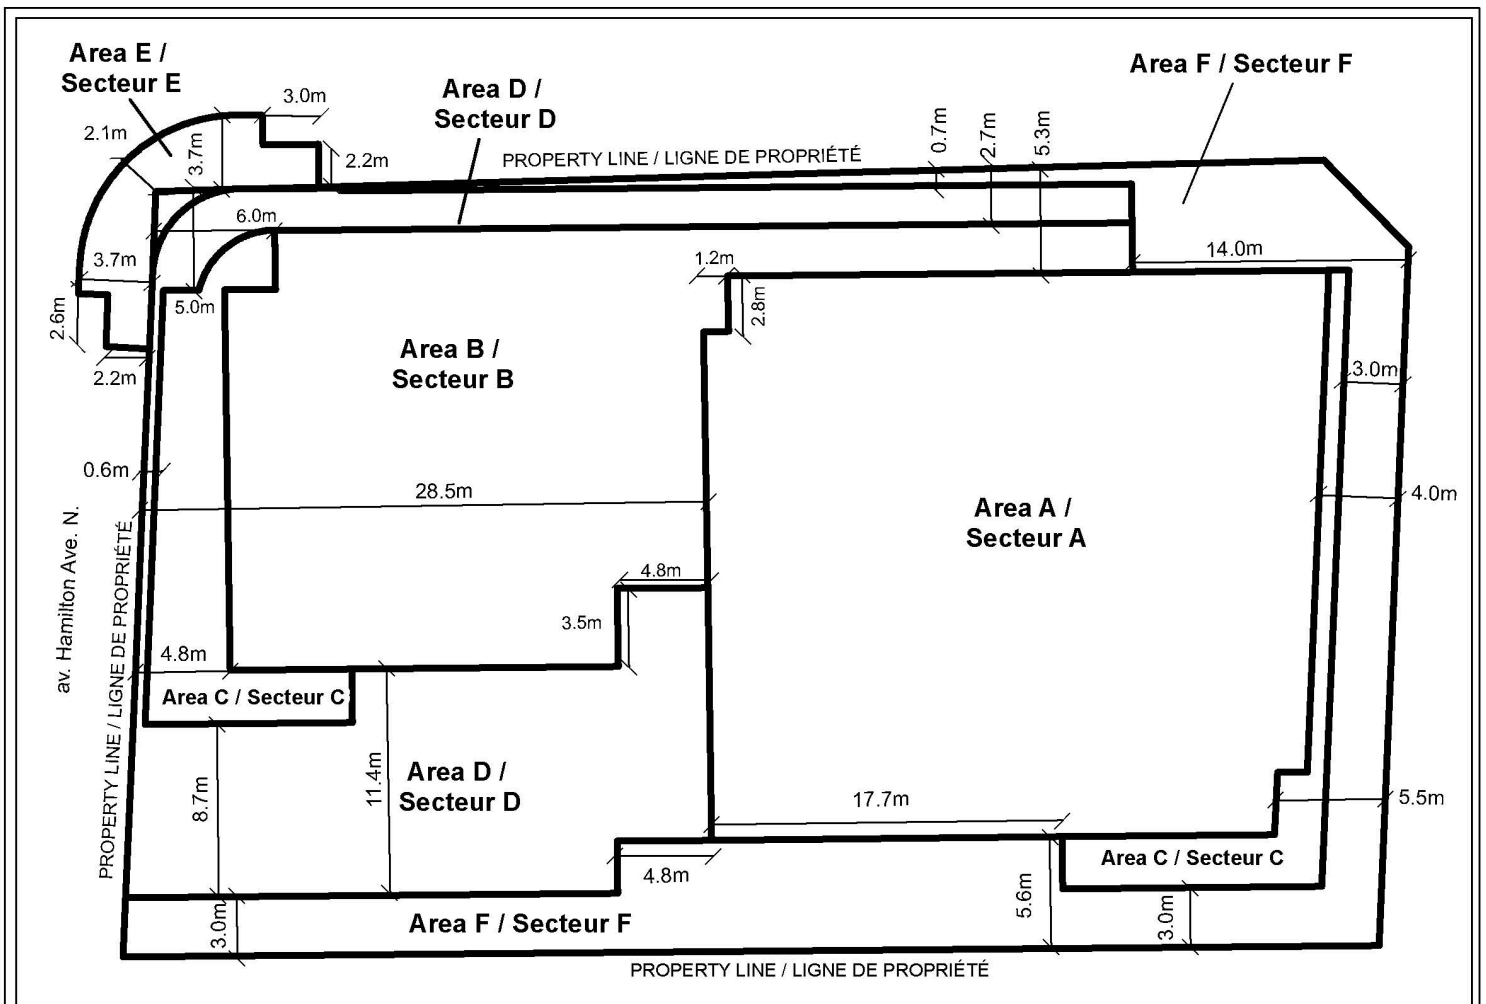 Area E /
Secteur E
Area D /
Secteur D
Area F / Secteur F
3.0m
2.1m
3.7m
2.2m
PROPERTY LINE / LIGNE DE PROPRIÉTÉ
0.7m
2.7m
5.3m
6.0m
3.7m
5.0m
2.6m
2.2m
1.2m
2.8m
14.0m
Area B /
Secteur B
3.0m
0.6m
28.5m
4.0m
Area A /
Secteur A
av. Hamilton Ave. N.
PROPERTY LINE / LIGNE DE PROPRIÉTÉ
4.8m
3.5m
4.8m
Area C / Secteur C
8.7m
11.4m
Area D /
Secteur D
17.7m
5.5m
4.8m
Area C / Secteur C
5.6m
3.0m
3.0m
Area F / Secteur F
PROPERTY LINE / LIGNE DE PROPRIÉTÉ